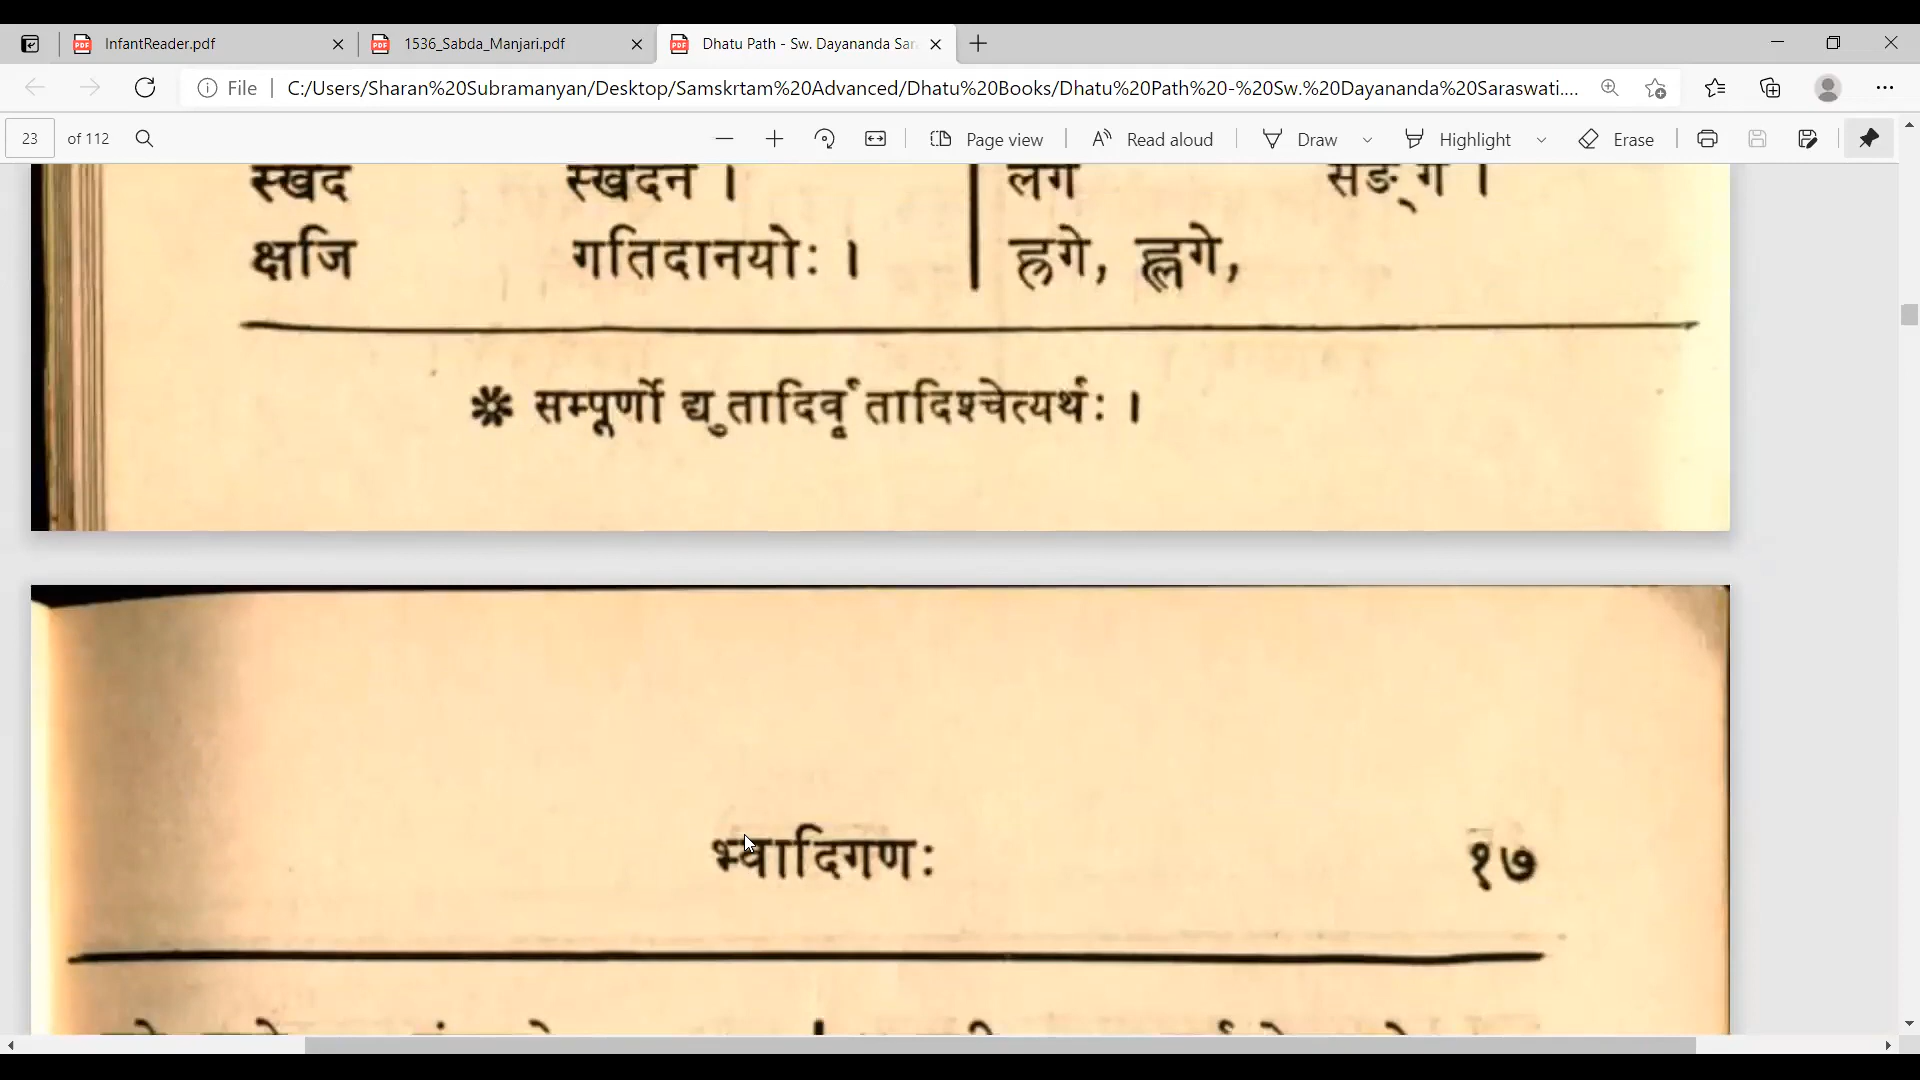 InfantReader.pdf
1536_Sabda_Manjari.pdf
Dhatu Path - Sw. Dayananda Sar
File
C:/Users/Sharan%20Subramanyan/Desktop/Samskrtam%20Advanced/Dhatu%20Books/Dhatu%20Path%20-%20Sw.%20Dayananda%20Saraswati....
23 of 112
Page view
Read aloud
Draw
Highlight
Erase
स्खद स्खदने । लगे सङ्गे ।
क्षजि गतिदानयोः । ह्रगे, ह्लगे,
❊ सम्पूर्णो द्युतादिर्वृतादिश्चेत्यर्थः ।
भ्वादिगणः १७